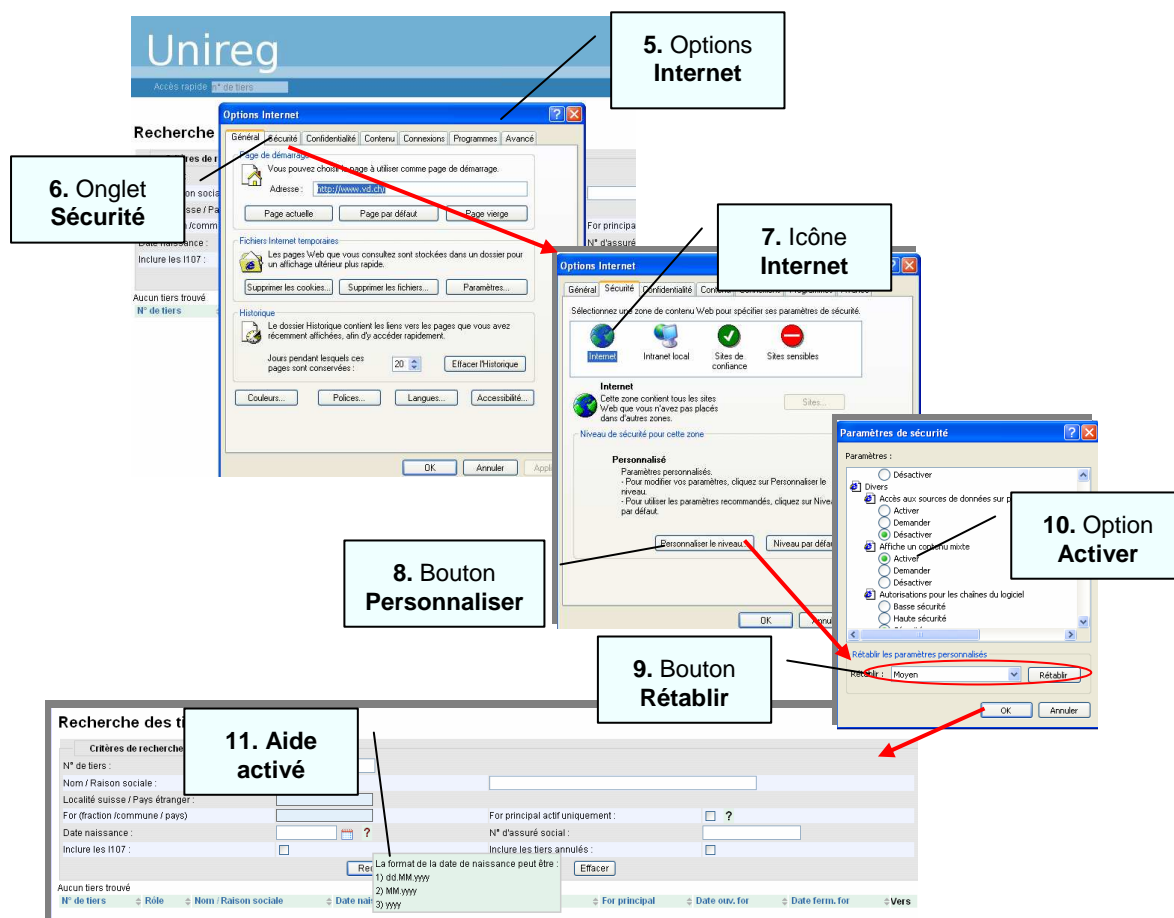 Unireg
Accès rapide n° de tiers
5. Options
Internet
Recherche
6. Onglet
Sécurité
Date naissance :
Inclure les I107 :
Aucun tiers trouvé
N° de tiers
For principa
N° d'assuré
Options Internet
Général Sécurité Confidentialité Contenu Connexions Programmes Avancé
Page de démarrage
Vous pouvez choisir la page à utiliser comme page de démarrage.
Adresse : http://www.vd.ch/
Page actuelle Page par défaut Page vierge
Fichiers Internet temporaires
Les pages Web que vous consultez sont stockées dans un dossier pour
un affichage ultérieur plus rapide.
Supprimer les cookies... Supprimer les fichiers... Paramètres...
Historique
Le dossier Historique contient les liens vers les pages que vous avez
récemment affichées, afin d'y accéder rapidement.
Jours pendant lesquels ces
pages sont conservées : 20 Effacer l'Historique
Couleurs... Polices... Langues... Accessibilité...
OK Annuler Appli
7. Icône
Internet
Options Internet
Général Sécurité Confidentialité
Sélectionnez une zone de contenu Web pour spécifier ses paramètres de sécurité.
Internet Intranet local Sites de
confiance Sites sensibles
Internet
Cette zone contient tous les sites
Web que vous n'avez pas placés
dans d'autres zones.
Sites...
Niveau de sécurité pour cette zone
Personnalisé
Paramètres personnalisés.
- Pour modifier vos paramètres, cliquez sur Personnaliser le
niveau.
- Pour utiliser les paramètres recommandés, cliquez sur Nivea
par défaut.
Personnaliser le niveau... Niveau par défau
OK Annu
8. Bouton
Personnaliser
Paramètres de sécurité
Paramètres :
Désactiver
Divers
Accès aux sources de données sur p
Activer
Demander
Désactiver
Affiche un contenu mixte
Activer
Demander
Désactiver
Autorisations pour les chaînes du logiciel
Basse sécurité
Haute sécurité
Rétablir les paramètres personnalisés
Rétablir : Moyen Rétablir
OK Annuler
10. Option
Activer
9. Bouton
Rétablir
Recherche des ti
11. Aide
activé
Critères de recherche
N° de tiers :
Nom / Raison sociale :
Localité suisse / Pays étranger :
For (fraction /commune / pays) For principal actif uniquement : ?
Date naissance : ? N° d'assuré social :
Inclure les I107 : Inclure les tiers annulés :
Rec Effacer
La format de la date de naissance peut être :
1) dd.MM.yyyy
2) MM.yyyy
3) yyyy
Aucun tiers trouvé
N° de tiers Rôle Nom / Raison sociale Date nais For principal Date ouv. for Date ferm. for Vers